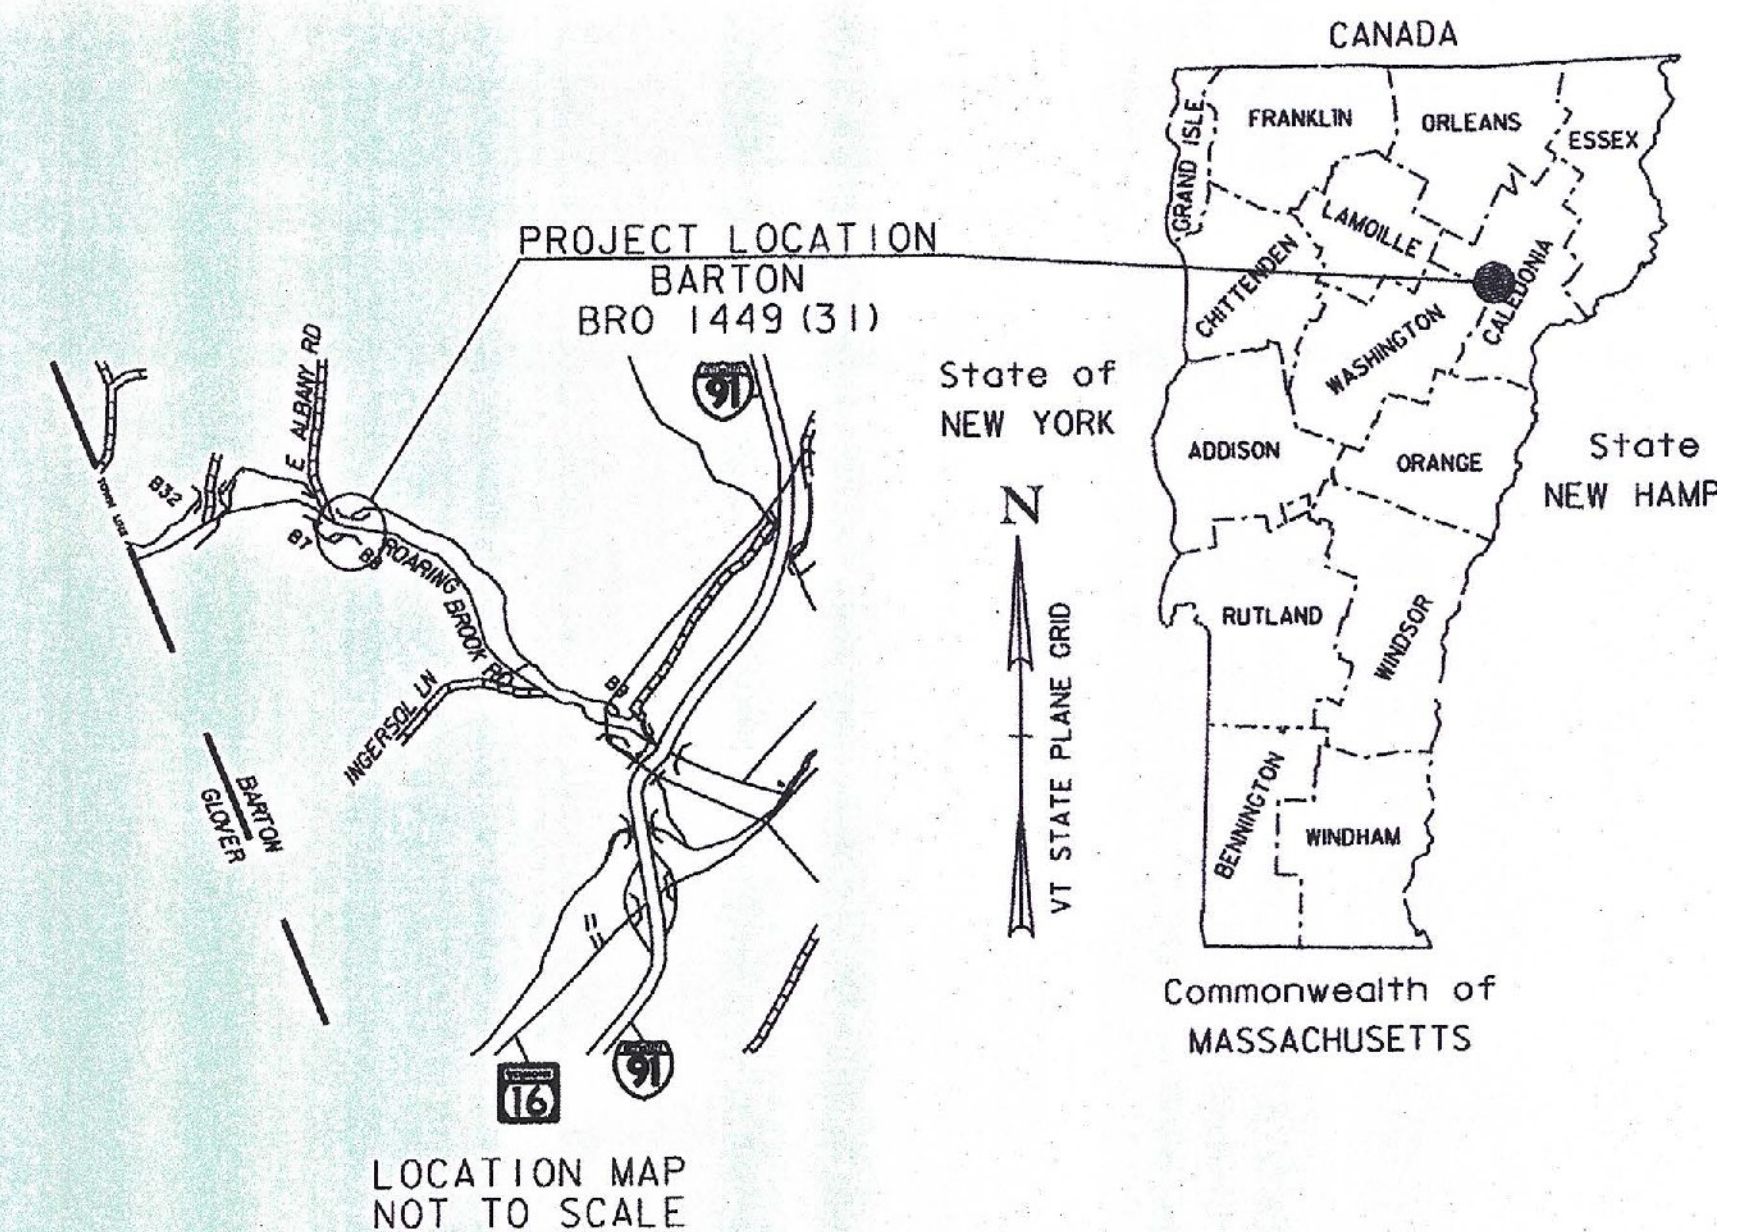 CANADA
GRAND ISLE
FRANKLIN
ORLEANS
ESSEX
LAMOILLE
CHITTENDEN
CALEDONIA
WASHINGTON
PROJECT LOCATION
BARTON
BRO 1449 (31)
91
State of
NEW YORK
State
NEW HAMP
ADDISON
ORANGE
E ALBANY RD
B32
TOWN LINE
B7
B8
ROARING BROOK RD
INGERSOL LN
B9
BARTON
GLOVER
N
VT STATE PLANE GRID
RUTLAND
WINDSOR
BENNINGTON
WINDHAM
Commonwealth of
MASSACHUSETTS
16
91
LOCATION MAP
NOT TO SCALE